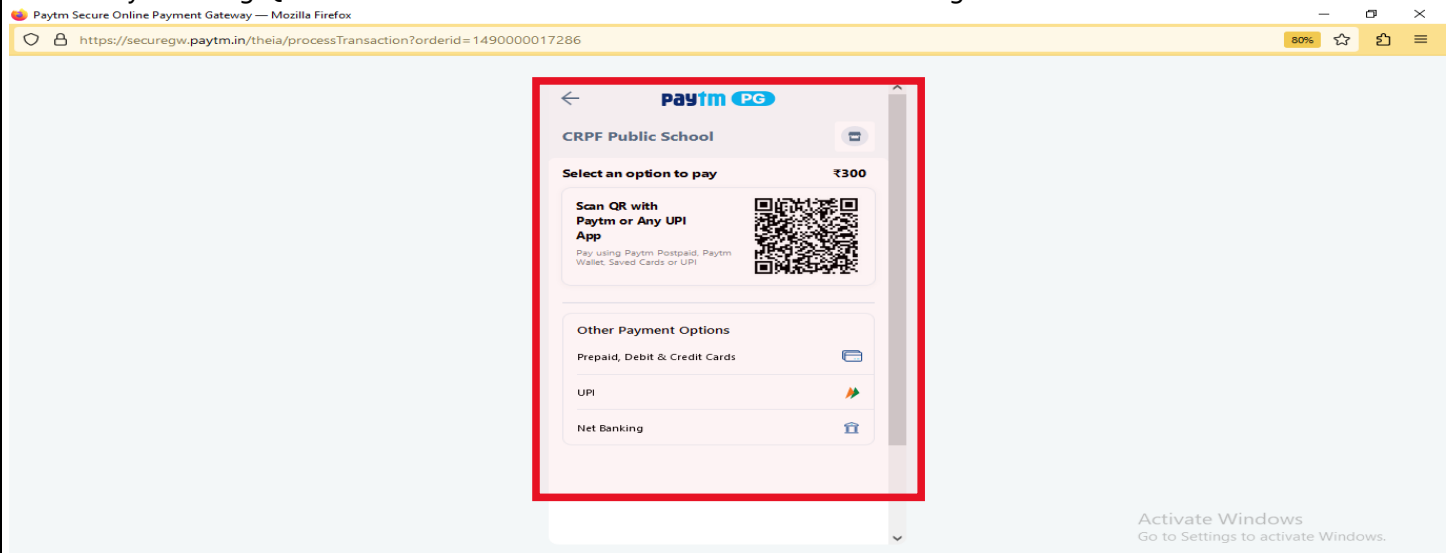 Paytm Secure Online Payment Gateway — Mozilla Firefox
https://securegw.paytm.in/theia/processTransaction?orderid=1490000017286
80%
Paytm PG
CRPF Public School
Select an option to pay ₹300
Scan QR with
Paytm or Any UPI
App
Pay using Paytm Postpaid, Paytm
Wallet, Saved Cards or UPI
Other Payment Options
Prepaid, Debit & Credit Cards
UPI
Net Banking
Activate Windows
Go to Settings to activate Windows.